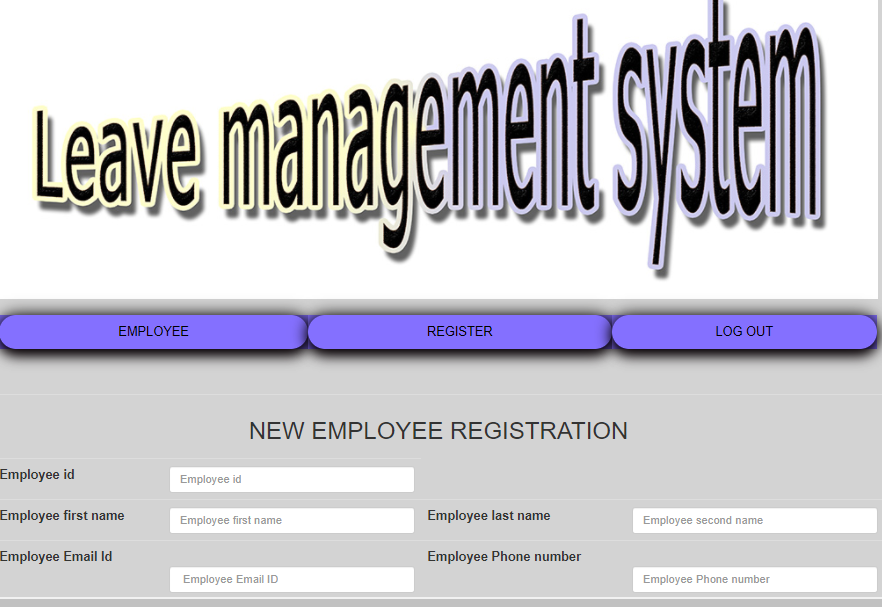 Leave management system
EMPLOYEE REGISTER LOG OUT
NEW EMPLOYEE REGISTRATION
Employee id Employee id
Employee first name Employee first name Employee last name Employee second name
Employee Email Id Employee Phone number
Employee Email ID Employee Phone number